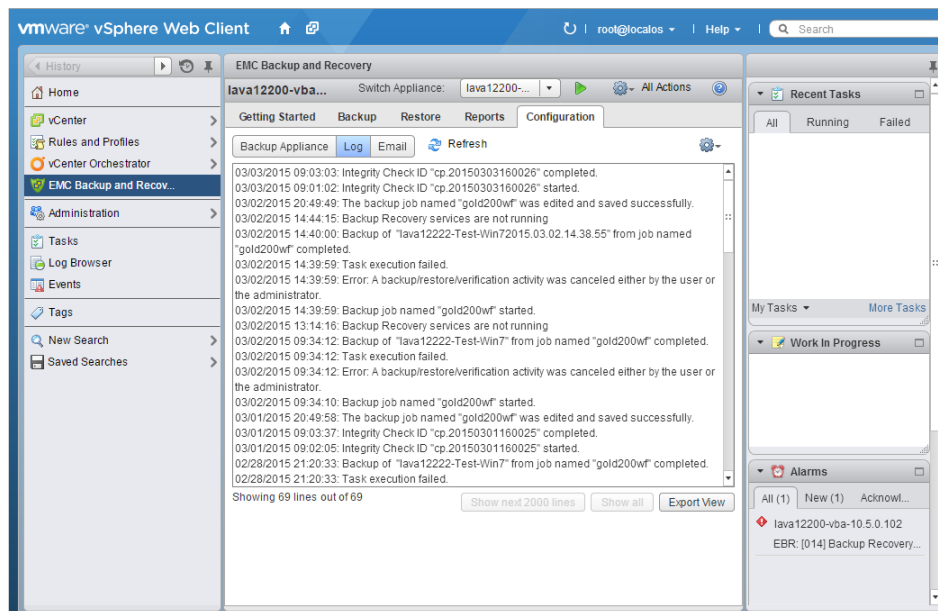 vmware® vSphere Web Client
root@localos
Help
Search
History
Home
vCenter
Rules and Profiles
vCenter Orchestrator
EMC Backup and Recov...
Administration
Tasks
Log Browser
Events
Tags
New Search
Saved Searches
EMC Backup and Recovery
lava12200-vba... Switch Appliance: lava12200-... All Actions
Getting Started Backup Restore Reports Configuration
Backup Appliance Log Email Refresh
03/03/2015 09:03:03: Integrity Check ID "cp.20150303160026" completed.
03/03/2015 09:01:02: Integrity Check ID "cp.20150303160026" started.
03/02/2015 20:49:49: The backup job named "gold200wf" was edited and saved successfully.
03/02/2015 14:44:15: Backup Recovery services are not running
03/02/2015 14:40:00: Backup of "lava12222-Test-Win72015.03.02.14.38.55" from job named
"gold200wf" completed.
03/02/2015 14:39:59: Task execution failed.
03/02/2015 14:39:59: Error: A backup/restore/verification activity was canceled either by the user or
the administrator.
03/02/2015 14:39:59: Backup job named "gold200wf" started.
03/02/2015 13:14:16: Backup Recovery services are not running
03/02/2015 09:34:12: Backup of "lava12222-Test-Win7" from job named "gold200wf" completed.
03/02/2015 09:34:12: Task execution failed.
03/02/2015 09:34:12: Error: A backup/restore/verification activity was canceled either by the user or
the administrator.
03/02/2015 09:34:10: Backup job named "gold200wf" started.
03/01/2015 20:49:58: The backup job named "gold200wf" was edited and saved successfully.
03/01/2015 09:03:37: Integrity Check ID "cp.20150301160025" completed.
03/01/2015 09:02:05: Integrity Check ID "cp.20150301160025" started.
02/28/2015 21:20:33: Backup of "lava12222-Test-Win7" from job named "gold200wf" completed.
02/28/2015 21:20:33: Task execution failed.
Showing 69 lines out of 69
Show next 2000 lines Show all Export View
Recent Tasks
All Running Failed
My Tasks More Tasks
Work In Progress
Alarms
All (1) New (1) Acknowl...
lava12200-vba-10.5.0.102
EBR: [014] Backup Recovery...